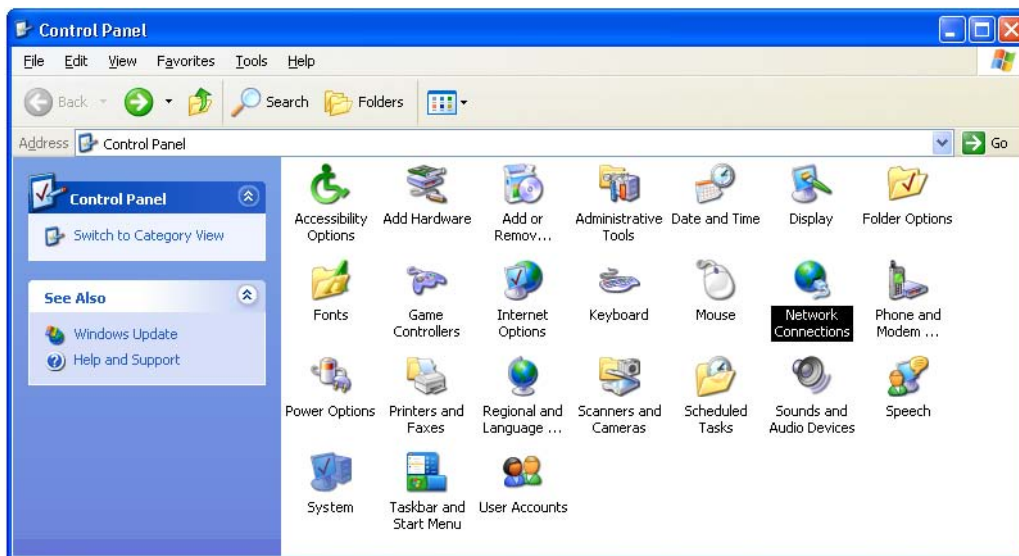 Control Panel
File Edit View Favorites Tools Help
Back Search Folders
Address Control Panel Go
Control Panel
Switch to Category View
See Also
Windows Update
Help and Support
Accessibility Options
Add Hardware
Add or Remov...
Administrative Tools
Date and Time
Display
Folder Options
Fonts
Game Controllers
Internet Options
Keyboard
Mouse
Network Connections
Phone and Modem ...
Power Options
Printers and Faxes
Regional and Language ...
Scanners and Cameras
Scheduled Tasks
Sounds and Audio Devices
Speech
System
Taskbar and Start Menu
User Accounts